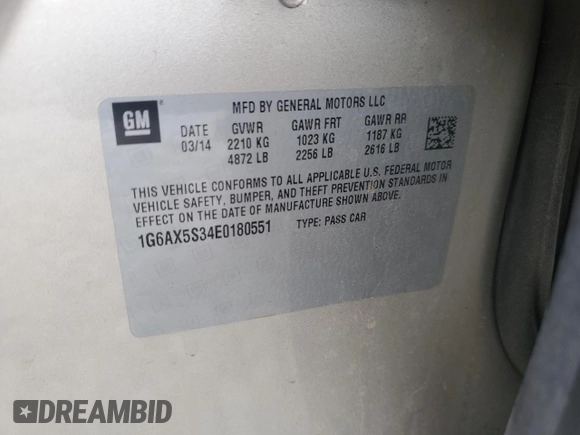 GM
MFD BY GENERAL MOTORS LLC
DATE GVWR GAWR FRT GAWR RR
03/14 2210 KG 1023 KG 1187 KG
4872 LB 2256 LB 2616 LB
THIS VEHICLE CONFORMS TO ALL APPLICABLE U.S. FEDERAL MOTOR
VEHICLE SAFETY, BUMPER, AND THEFT PREVENTION STANDARDS IN
EFFECT ON THE DATE OF MANUFACTURE SHOWN ABOVE.
1G6AX5S34E0180551 TYPE: PASS CAR
DREAMBID